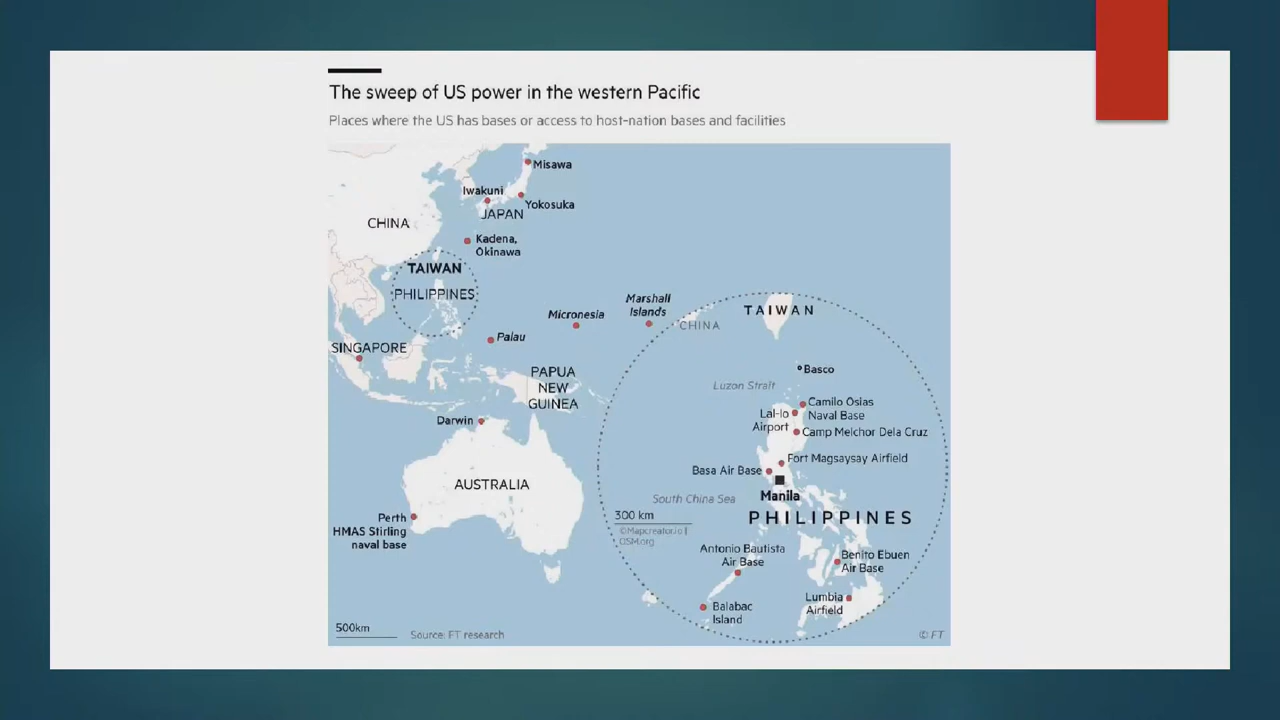 The sweep of US power in the western Pacific
Places where the US has bases or access to host-nation bases and facilities
Misawa
Iwakuni
Yokosuka
JAPAN
CHINA
Kadena,
Okinawa
TAIWAN
PHILIPPINES
Marshall
Islands
Micronesia
Palau
SINGAPORE
PAPUA
NEW
GUINEA
Darwin
AUSTRALIA
Perth
HMAS Stirling
naval base
500km
Source: FT research
TAIWAN
CHINA
Basco
Luzon Strait
Camilo Osias
Naval Base
Lal-lo
Airport
Camp Melchor Dela Cruz
Fort Magsaysay Airfield
Basa Air Base
Manila
South China Sea
PHILIPPINES
300 km
©Mapcreator.io |
OSM.org
Antonio Bautista
Air Base
Benito Ebuen
Air Base
Lumbia
Airfield
Balabac
Island
© FT